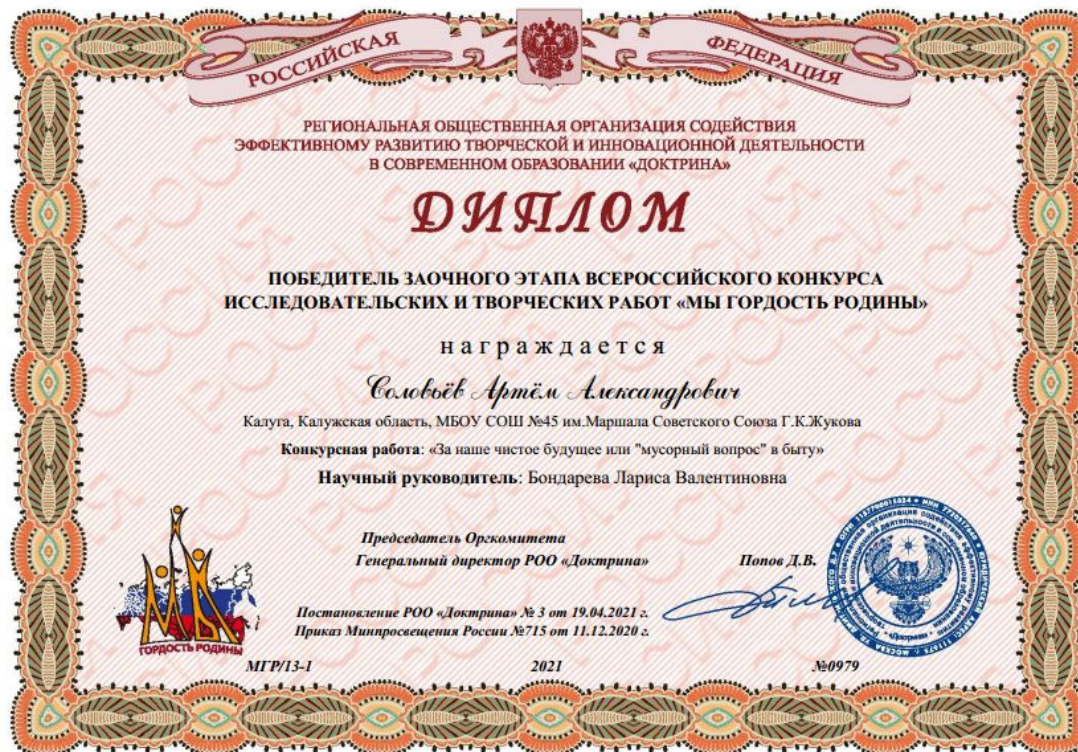 РОССИЙСКАЯ ФЕДЕРАЦИЯ
РЕГИОНАЛЬНАЯ ОБЩЕСТВЕННАЯ ОРГАНИЗАЦИЯ СОДЕЙСТВИЯ
ЭФФЕКТИВНОМУ РАЗВИТИЮ ТВОРЧЕСКОЙ И ИННОВАЦИОННОЙ ДЕЯТЕЛЬНОСТИ
В СОВРЕМЕННОМ ОБРАЗОВАНИИ «ДОКТРИНА»
ДИПЛОМ
ПОБЕДИТЕЛЬ ЗАОЧНОГО ЭТАПА ВСЕРОССИЙСКОГО КОНКУРСА
ИССЛЕДОВАТЕЛЬСКИХ И ТВОРЧЕСКИХ РАБОТ «МЫ ГОРДОСТЬ РОДИНЫ»
награждается
Соловьёв Артём Александрович
Калуга, Калужская область, МБОУ СОШ №45 им.Маршала Советского Союза Г.К.Жукова
Конкурсная работа: «За наше чистое будущее или "мусорный вопрос" в быту»
Научный руководитель: Бондарева Лариса Валентиновна
Председатель Оргкомитета
Генеральный директор РОО «Доктрина» Попов Д.В.
Постановление РОО «Доктрина» № 3 от 19.04.2021 г.
Приказ Минпросвещения России №715 от 11.12.2020 г.
МЫ
ГОРДОСТЬ РОДИНЫ
МГР/13-1 2021 №0979